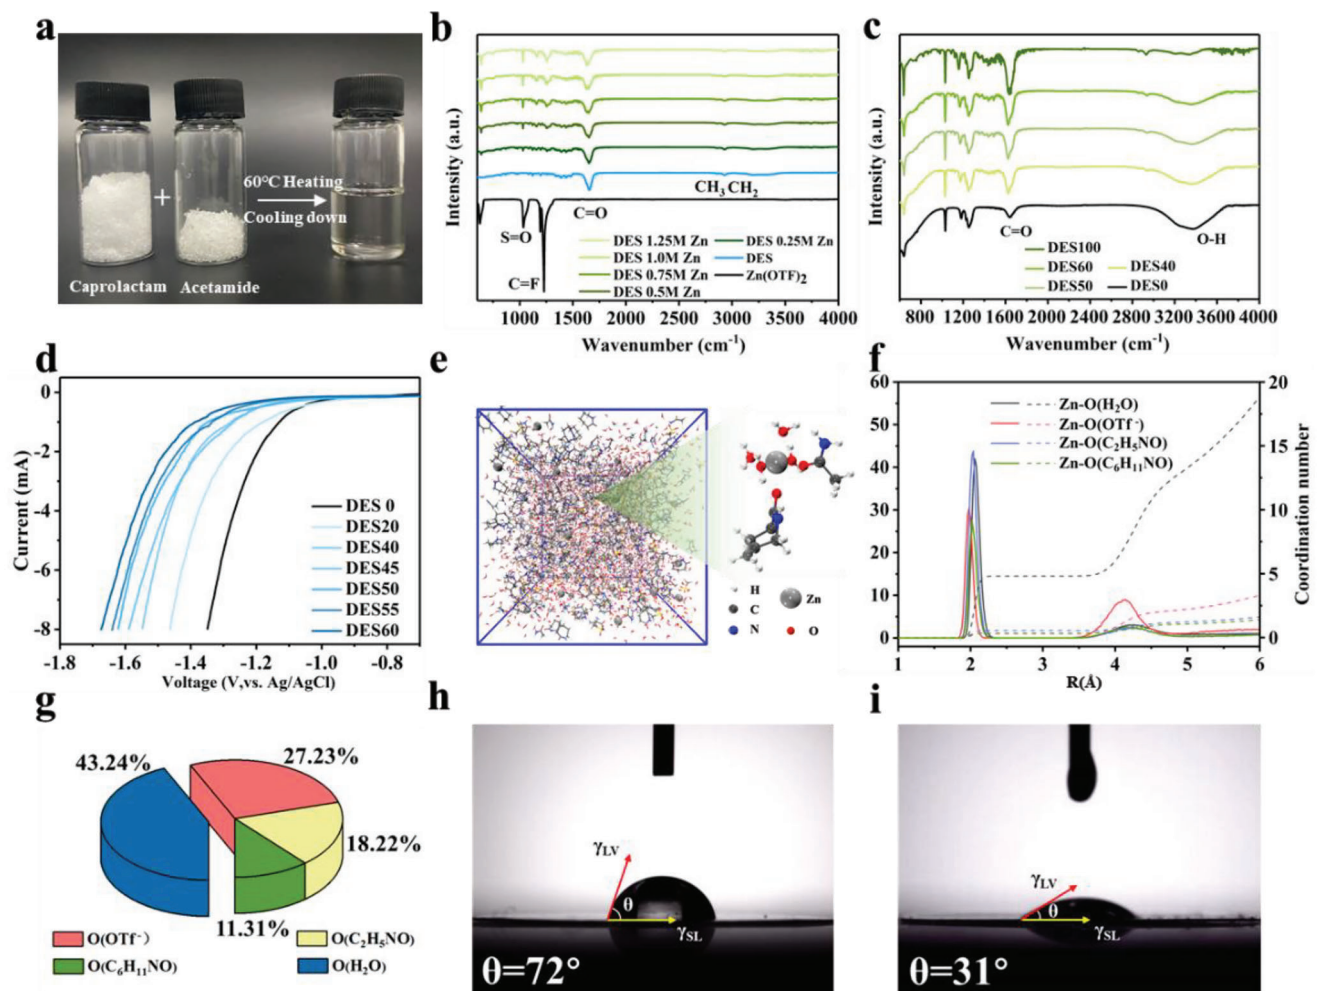 a
Caprolactam
+
Acetamide
60°C Heating
Cooling down
b
Intensity (a.u.)
CH₃ CH₂
C=O
S=O
C=F
DES 1.25M Zn
DES 1.0M Zn
DES 0.75M Zn
DES 0.5M Zn
DES 0.25M Zn
DES
Zn(OTF)₂
1000 1500 2000 2500 3000 3500 4000
Wavenumber (cm⁻¹)
c
Intensity (a.u.)
C=O
O-H
DES100
DES60
DES50
DES40
DES0
800 1200 1600 2000 2400 2800 3200 3600 4000
Wavenumber (cm⁻¹)
d
Current (mA)
0
-2
-4
-6
-8
DES 0
DES20
DES40
DES45
DES50
DES55
DES60
-1.8 -1.6 -1.4 -1.2 -1.0 -0.8
Voltage (V,vs. Ag/AgCl)
e
H
C
N
Zn
O
f
60
50
40
30
20
10
0
Zn-O(H₂O)
Zn-O(OTf⁻)
Zn-O(C₂H₅NO)
Zn-O(C₆H₁₁NO)
20
15
10
5
0
Coordination number
1 2 3 4 5 6
R(Å)
g
43.24%
27.23%
18.22%
11.31%
O(OTf⁻)
O(C₆H₁₁NO)
O(C₂H₅NO)
O(H₂O)
h
γLV
θ
γSL
θ=72°
i
γLV
θ
γSL
θ=31°